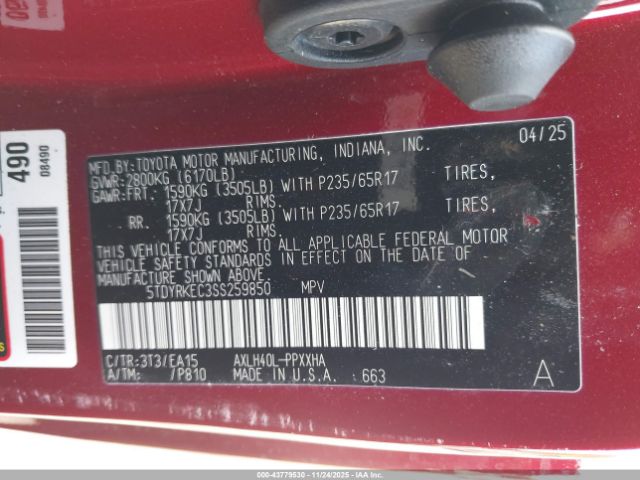 490
08490
04/25
MFD.BY:TOYOTA MOTOR MANUFACTURING, INDIANA, INC.
GVWR:2800KG (6170LB)
GAWR:FRT. 1590KG (3505LB) WITH P235/65R17 TIRES,
17X7J RIMS.
RR. 1590KG (3505LB) WITH P235/65R17 TIRES,
17X7J RIMS.
THIS VEHICLE CONFORMS TO ALL APPLICABLE FEDERAL MOTOR
VEHICLE SAFETY STANDARDS IN EFFECT ON THE DATE OF
MANUFACTURE SHOWN ABOVE.
5TDYRKEC3SS259850 MPV
C/TR:3T3/EA15 AXLH40L-PPXXHA
A/TM: /P810 MADE IN U.S.A. 663
A
000-43779530 - 11/24/2025 - IAAI.COM